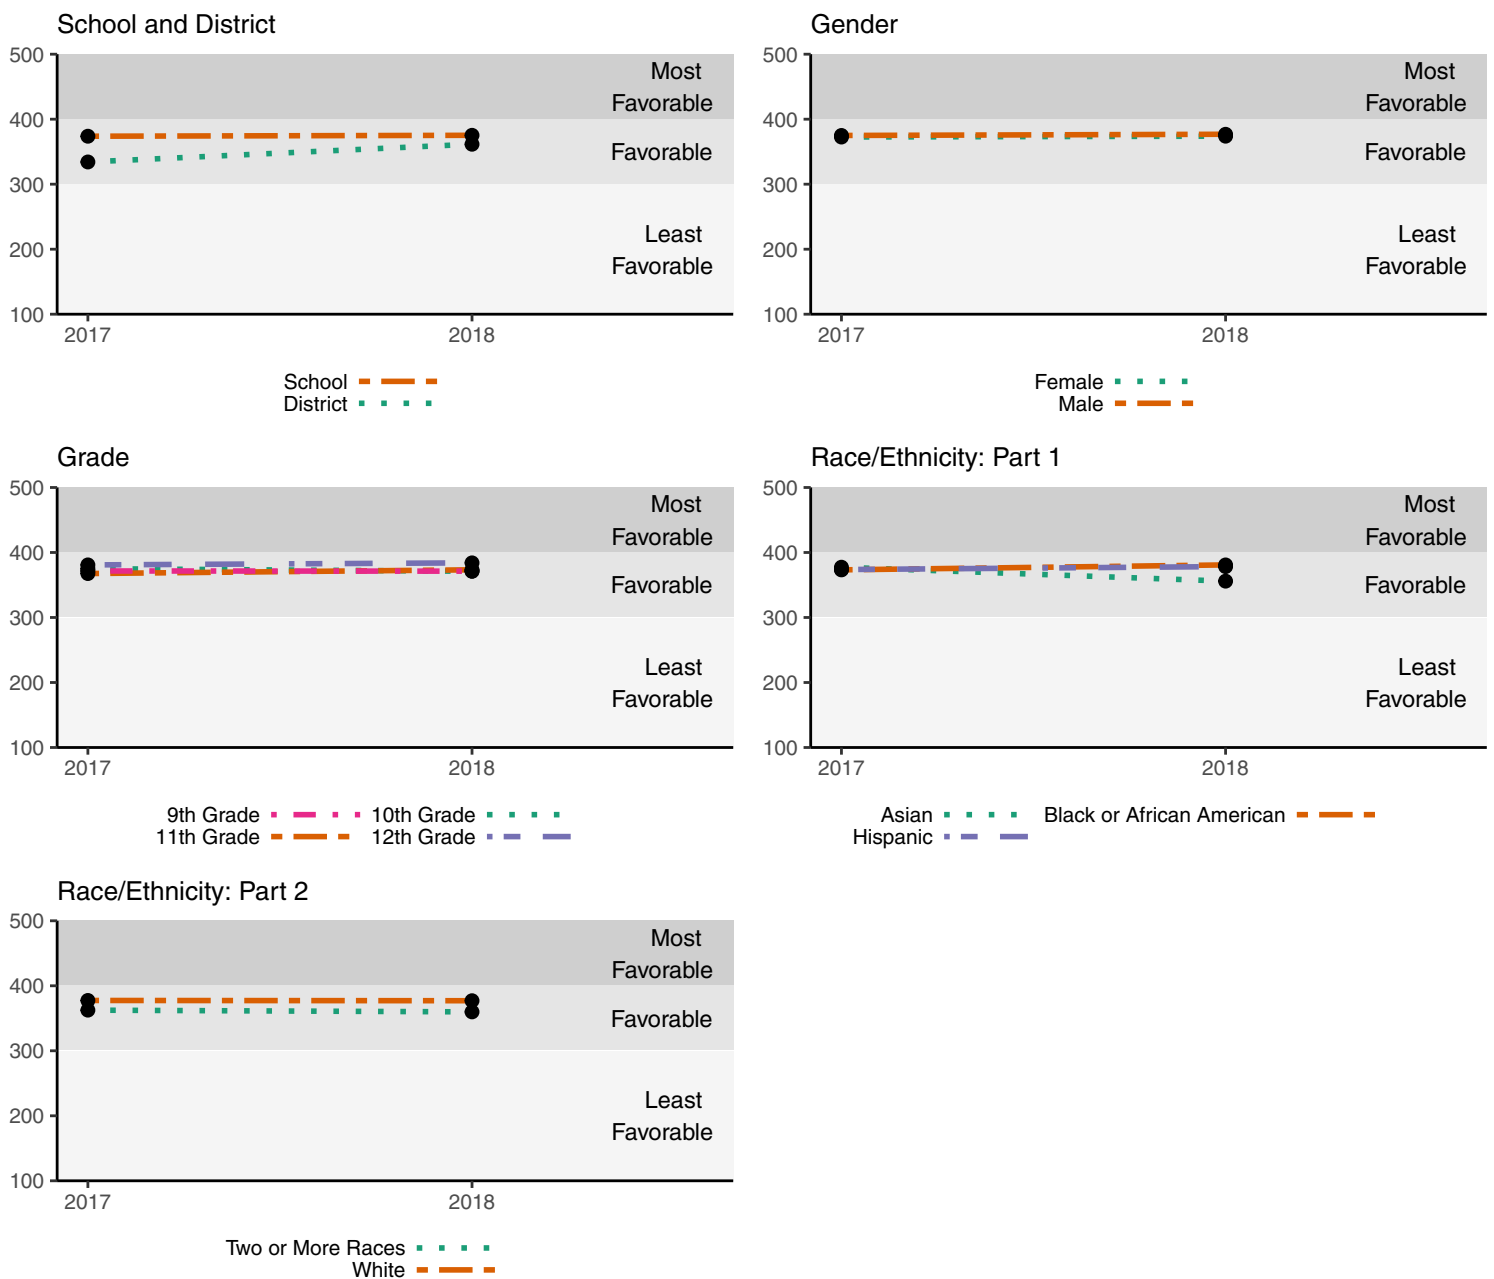 School and District
500
400
300
200
100
Most
Favorable
Favorable
Least
Favorable
2017 2018
School
District
Gender
500
400
300
200
100
Most
Favorable
Favorable
Least
Favorable
2017 2018
Female
Male
Grade
500
400
300
200
100
Most
Favorable
Favorable
Least
Favorable
2017 2018
9th Grade 10th Grade
11th Grade 12th Grade
Race/Ethnicity: Part 1
500
400
300
200
100
Most
Favorable
Favorable
Least
Favorable
2017 2018
Asian Black or African American
Hispanic
Race/Ethnicity: Part 2
500
400
300
200
100
Most
Favorable
Favorable
Least
Favorable
2017 2018
Two or More Races
White